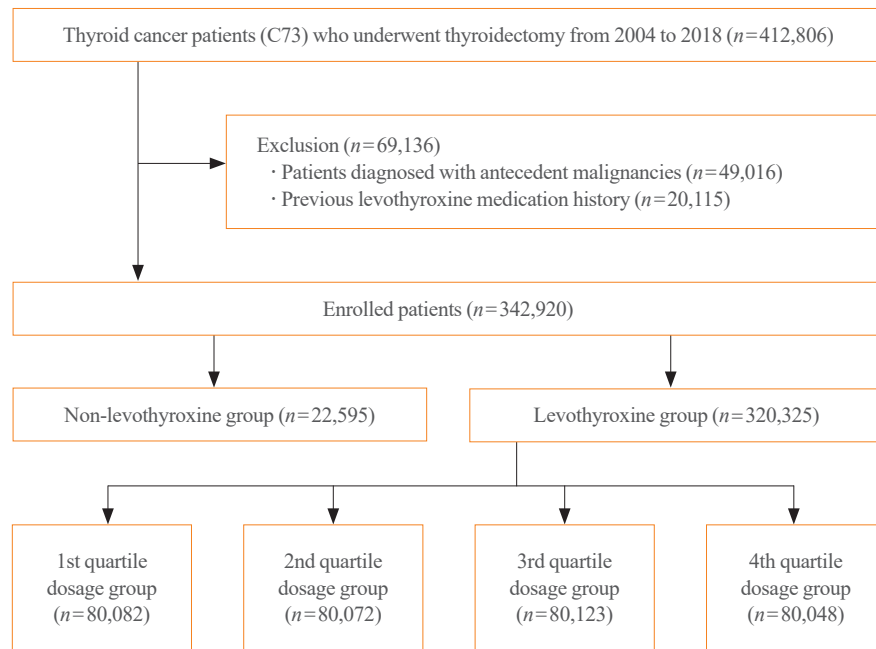 Thyroid cancer patients (C73) who underwent thyroidectomy from 2004 to 2018 (n=412,806)
Exclusion (n=69,136)
· Patients diagnosed with antecedent malignancies (n=49,016)
· Previous levothyroxine medication history (n=20,115)
Enrolled patients (n=342,920)
Non-levothyroxine group (n=22,595)
Levothyroxine group (n=320,325)
1st quartile
dosage group
(n=80,082)
2nd quartile
dosage group
(n=80,072)
3rd quartile
dosage group
(n=80,123)
4th quartile
dosage group
(n=80,048)